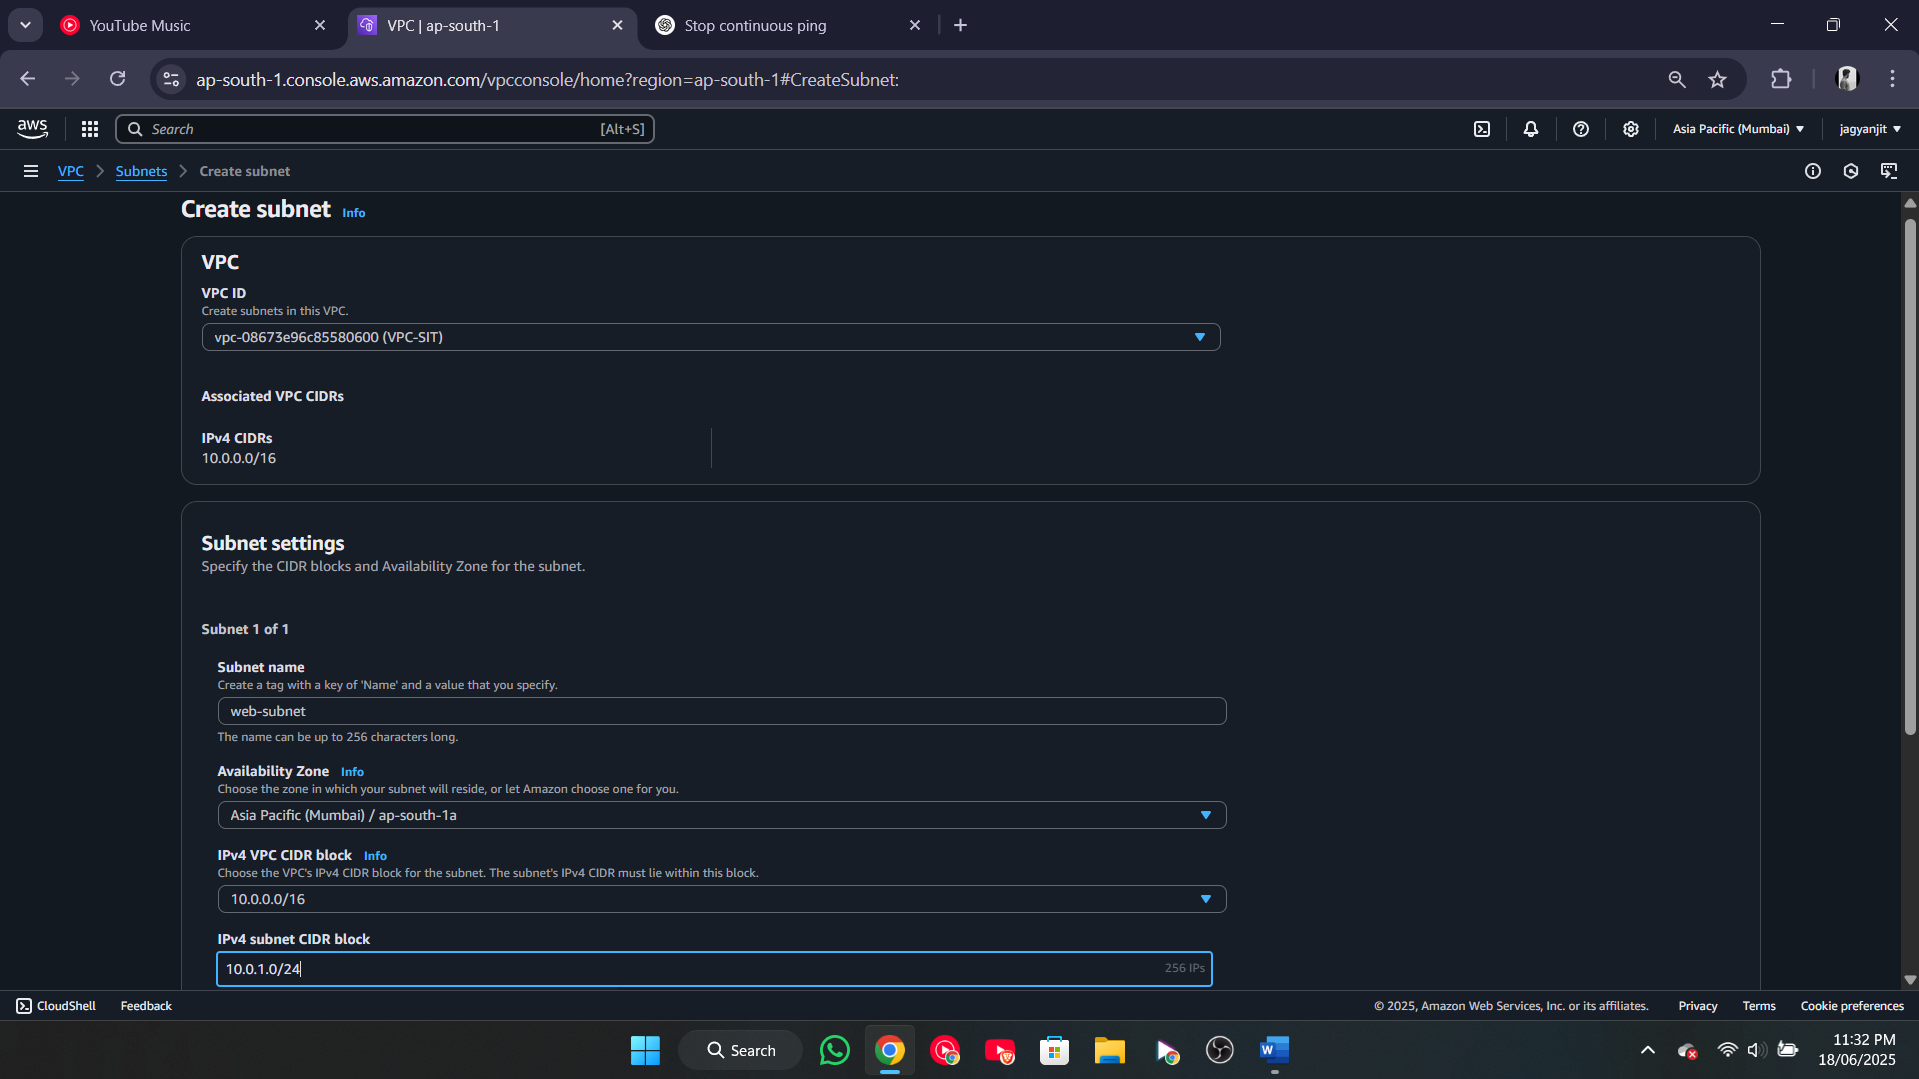 YouTube Music
VPC | ap-south-1
Stop continuous ping
ap-south-1.console.aws.amazon.com/vpcconsole/home?region=ap-south-1#CreateSubnet:
aws
Search
[Alt+S]
Asia Pacific (Mumbai)
jagyanjit
VPC
Subnets
Create subnet
Create subnet Info
VPC
VPC ID
Create subnets in this VPC.
vpc-08673e96c85580600 (VPC-SIT)
Associated VPC CIDRs
IPv4 CIDRs
10.0.0.0/16
Subnet settings
Specify the CIDR blocks and Availability Zone for the subnet.
Subnet 1 of 1
Subnet name
Create a tag with a key of 'Name' and a value that you specify.
web-subnet
The name can be up to 256 characters long.
Availability Zone Info
Choose the zone in which your subnet will reside, or let Amazon choose one for you.
Asia Pacific (Mumbai) / ap-south-1a
IPv4 VPC CIDR block Info
Choose the VPC's IPv4 CIDR block for the subnet. The subnet's IPv4 CIDR must lie within this block.
10.0.0.0/16
IPv4 subnet CIDR block
10.0.1.0/24
256 IPs
CloudShell
Feedback
© 2025, Amazon Web Services, Inc. or its affiliates.
Privacy
Terms
Cookie preferences
Search
W
11:32 PM
18/06/2025